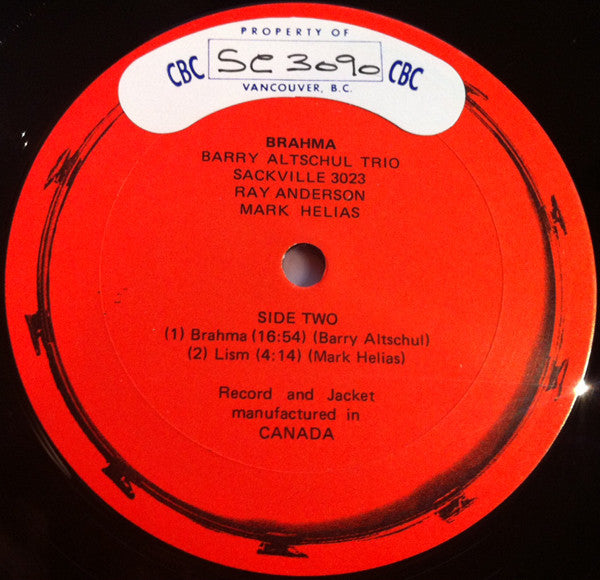 PROPERTY OF
CBC SC 3090 CBC
VANCOUVER, B.C.
BRAHMA
BARRY ALTSCHUL TRIO
SACKVILLE 3023
RAY ANDERSON
MARK HELIAS
SIDE TWO
(1) Brahma (16:54) (Barry Altschul)
(2) Lism (4:14) (Mark Helias)
Record and Jacket
manufactured in
CANADA